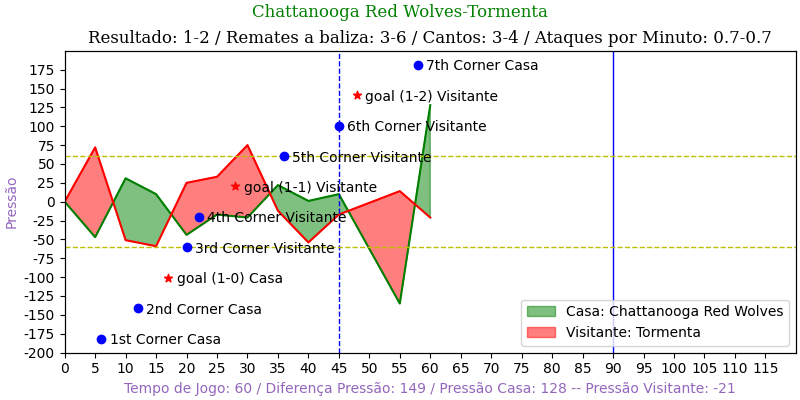 Chattanooga Red Wolves-Tormenta
Resultado: 1-2 / Remates a baliza: 3-6 / Cantos: 3-4 / Ataques por Minuto: 0.7-0.7
Pressão
175
150
125
100
75
50
25
0
-25
-50
-75
-100
-125
-150
-175
-200
7th Corner Casa
goal (1-2) Visitante
6th Corner Visitante
5th Corner Visitante
goal (1-1) Visitante
4th Corner Visitante
3rd Corner Visitante
goal (1-0) Casa
2nd Corner Casa
1st Corner Casa
Casa: Chattanooga Red Wolves
Visitante: Tormenta
0 5 10 15 20 25 30 35 40 45 50 55 60 65 70 75 80 85 90 95 100 105 110 115
Tempo de Jogo: 60 / Diferença Pressão: 149 / Pressão Casa: 128 -- Pressão Visitante: -21